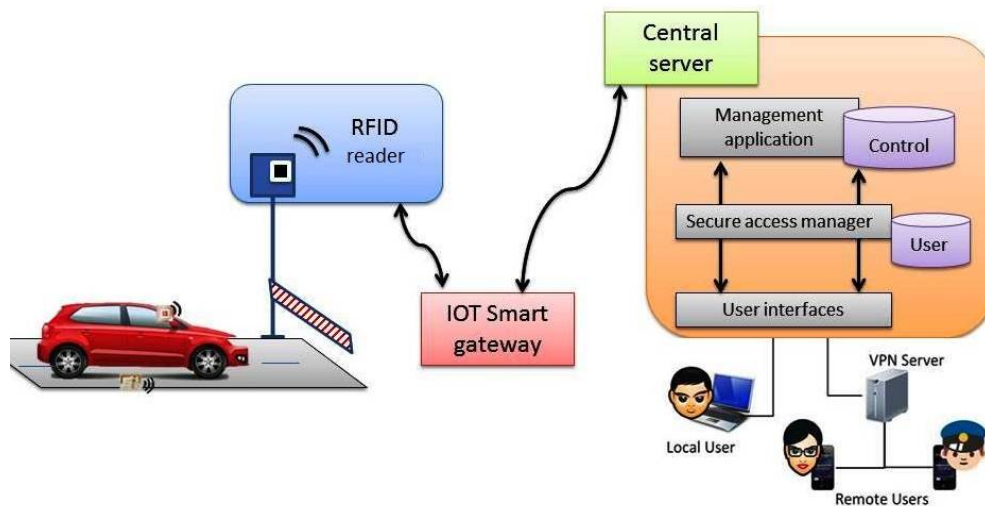 RFID
reader
IOT Smart
gateway
Central
server
Management
application
Control
Secure access manager
User
User interfaces
VPN Server
Local User
Remote Users